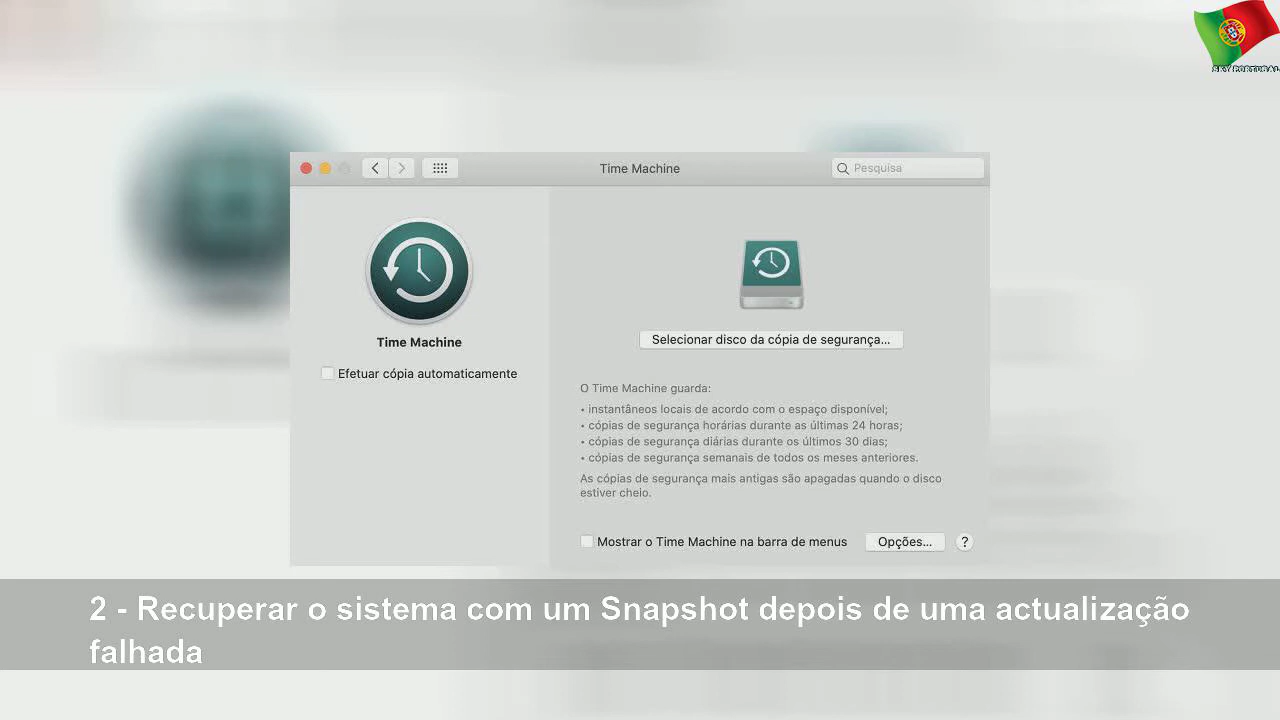 SKY PORTUGAL
Time Machine
Pesquisa
Time Machine
Efetuar cópia automaticamente
Selecionar disco da cópia de segurança...
O Time Machine guarda:
• instantâneos locais de acordo com o espaço disponível;
• cópias de segurança horárias durante as últimas 24 horas;
• cópias de segurança diárias durante os últimos 30 dias;
• cópias de segurança semanais de todos os meses anteriores.
As cópias de segurança mais antigas são apagadas quando o disco
estiver cheio.
Mostrar o Time Machine na barra de menus
Opções...
?
2 - Recuperar o sistema com um Snapshot depois de uma actualização
falhada